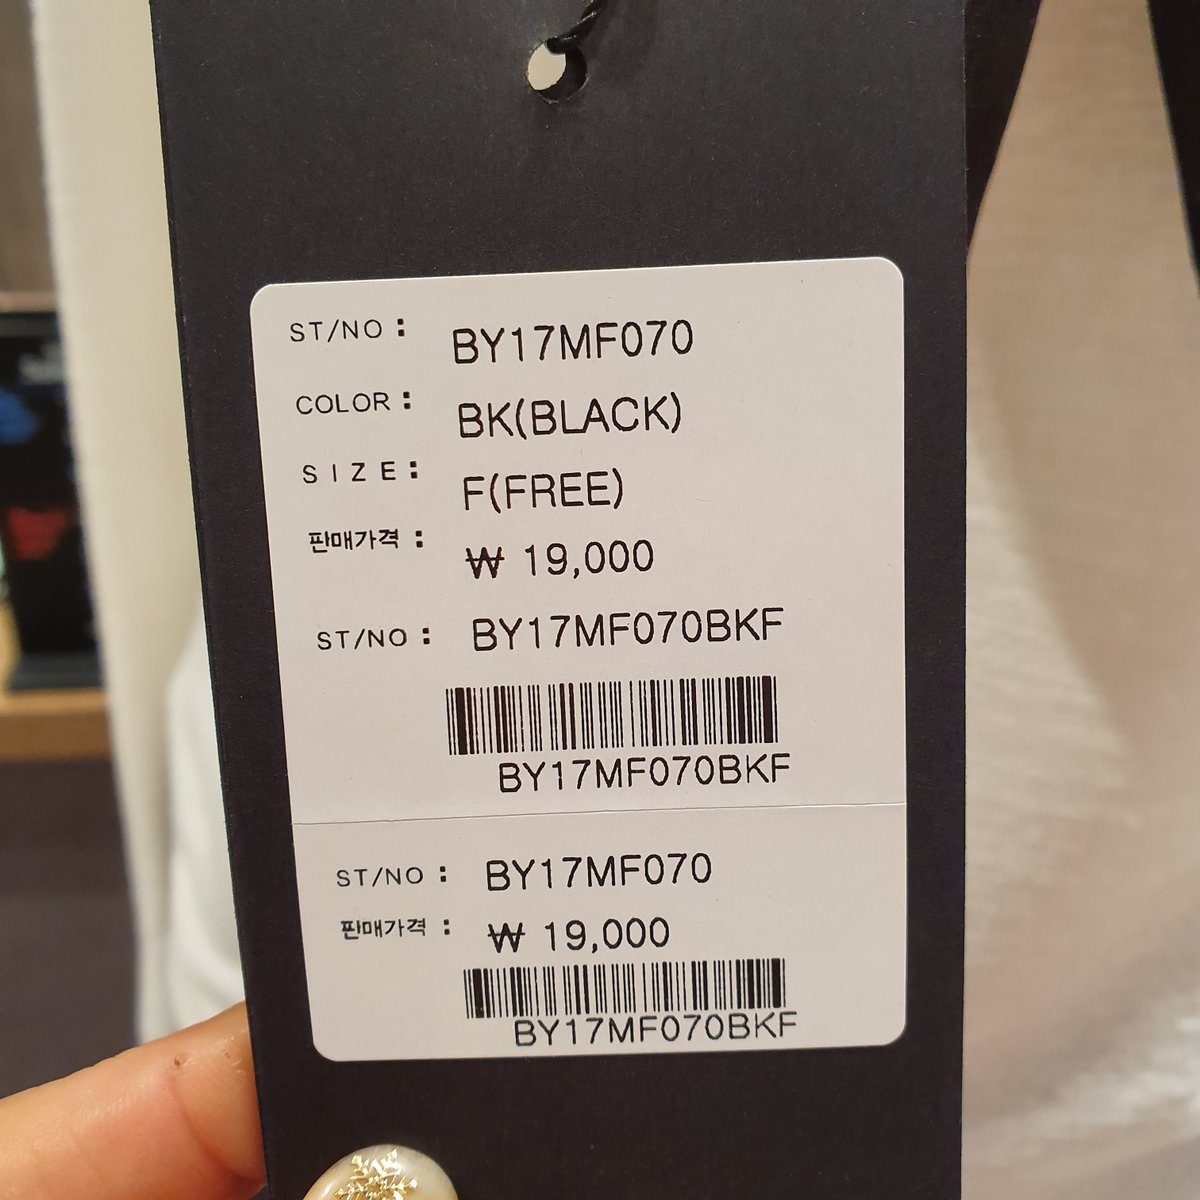 ST/NO : BY17MF070
COLOR : BK(BLACK)
SIZE : F(FREE)
판매가격 : ₩ 19,000
ST/NO : BY17MF070BKF
BY17MF070BKF
ST/NO : BY17MF070
판매가격 : ₩ 19,000
BY17MF070BKF